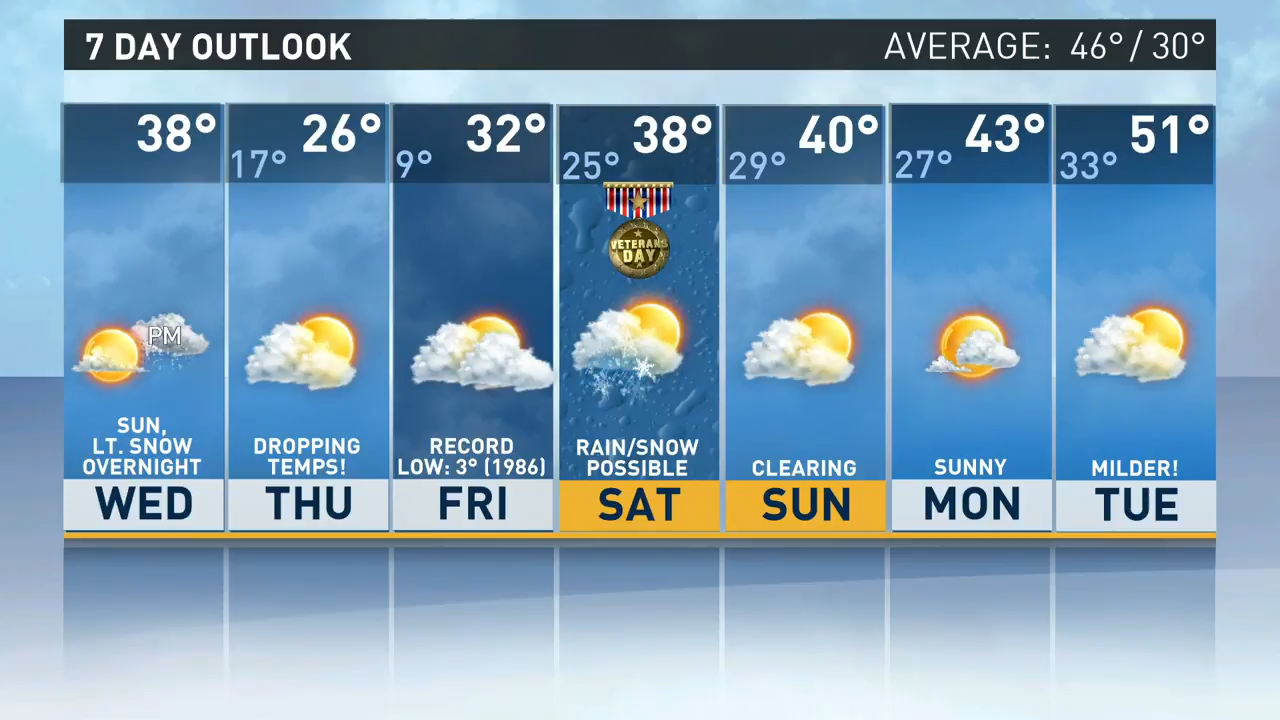 7 DAY OUTLOOK
AVERAGE: 46°/30°
38°
17° 26°
9° 32°
25° 38°
29° 40°
27° 43°
33° 51°
VETERANS
DAY
PM
SUN,
LT. SNOW
OVERNIGHT
DROPPING
TEMPS!
RECORD
LOW: 3° (1986)
RAIN/SNOW
POSSIBLE
CLEARING
SUNNY
MILDER!
WED
THU
FRI
SAT
SUN
MON
TUE